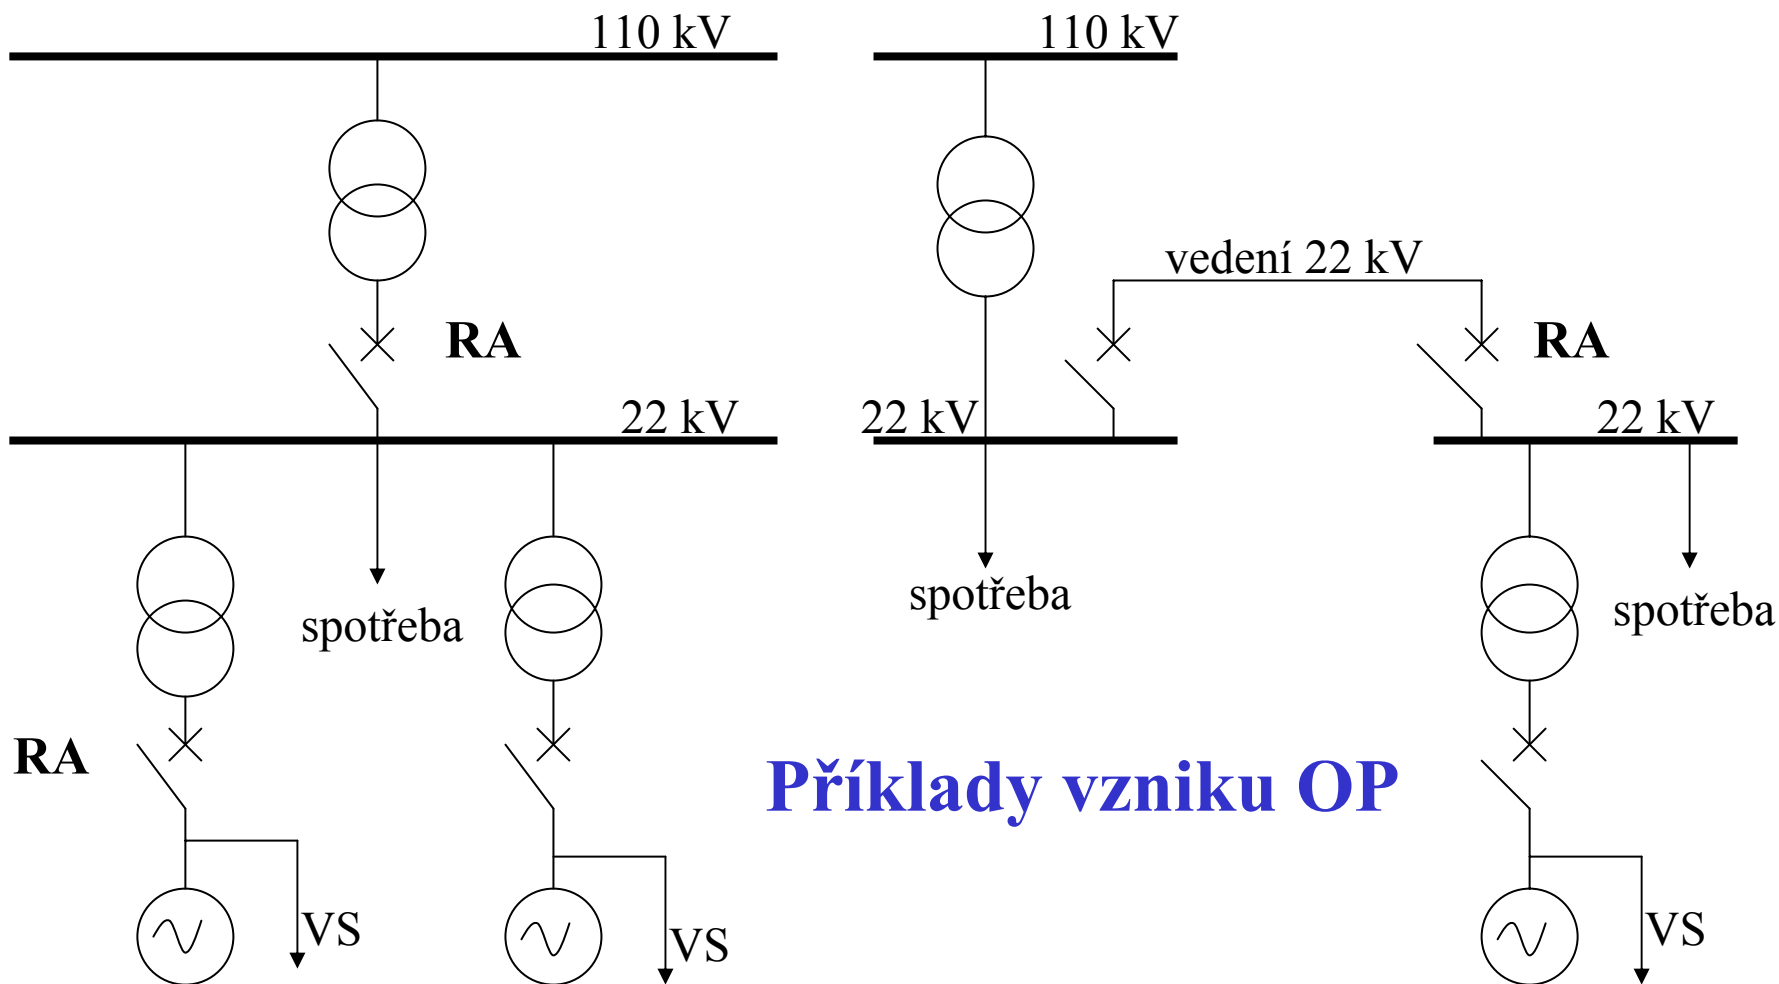 110 kV
110 kV
vedení 22 kV
RA
RA
22 kV
22 kV
22 kV
spotřeba
spotřeba
spotřeba
RA
Příklady vzniku OP
VS
VS
VS